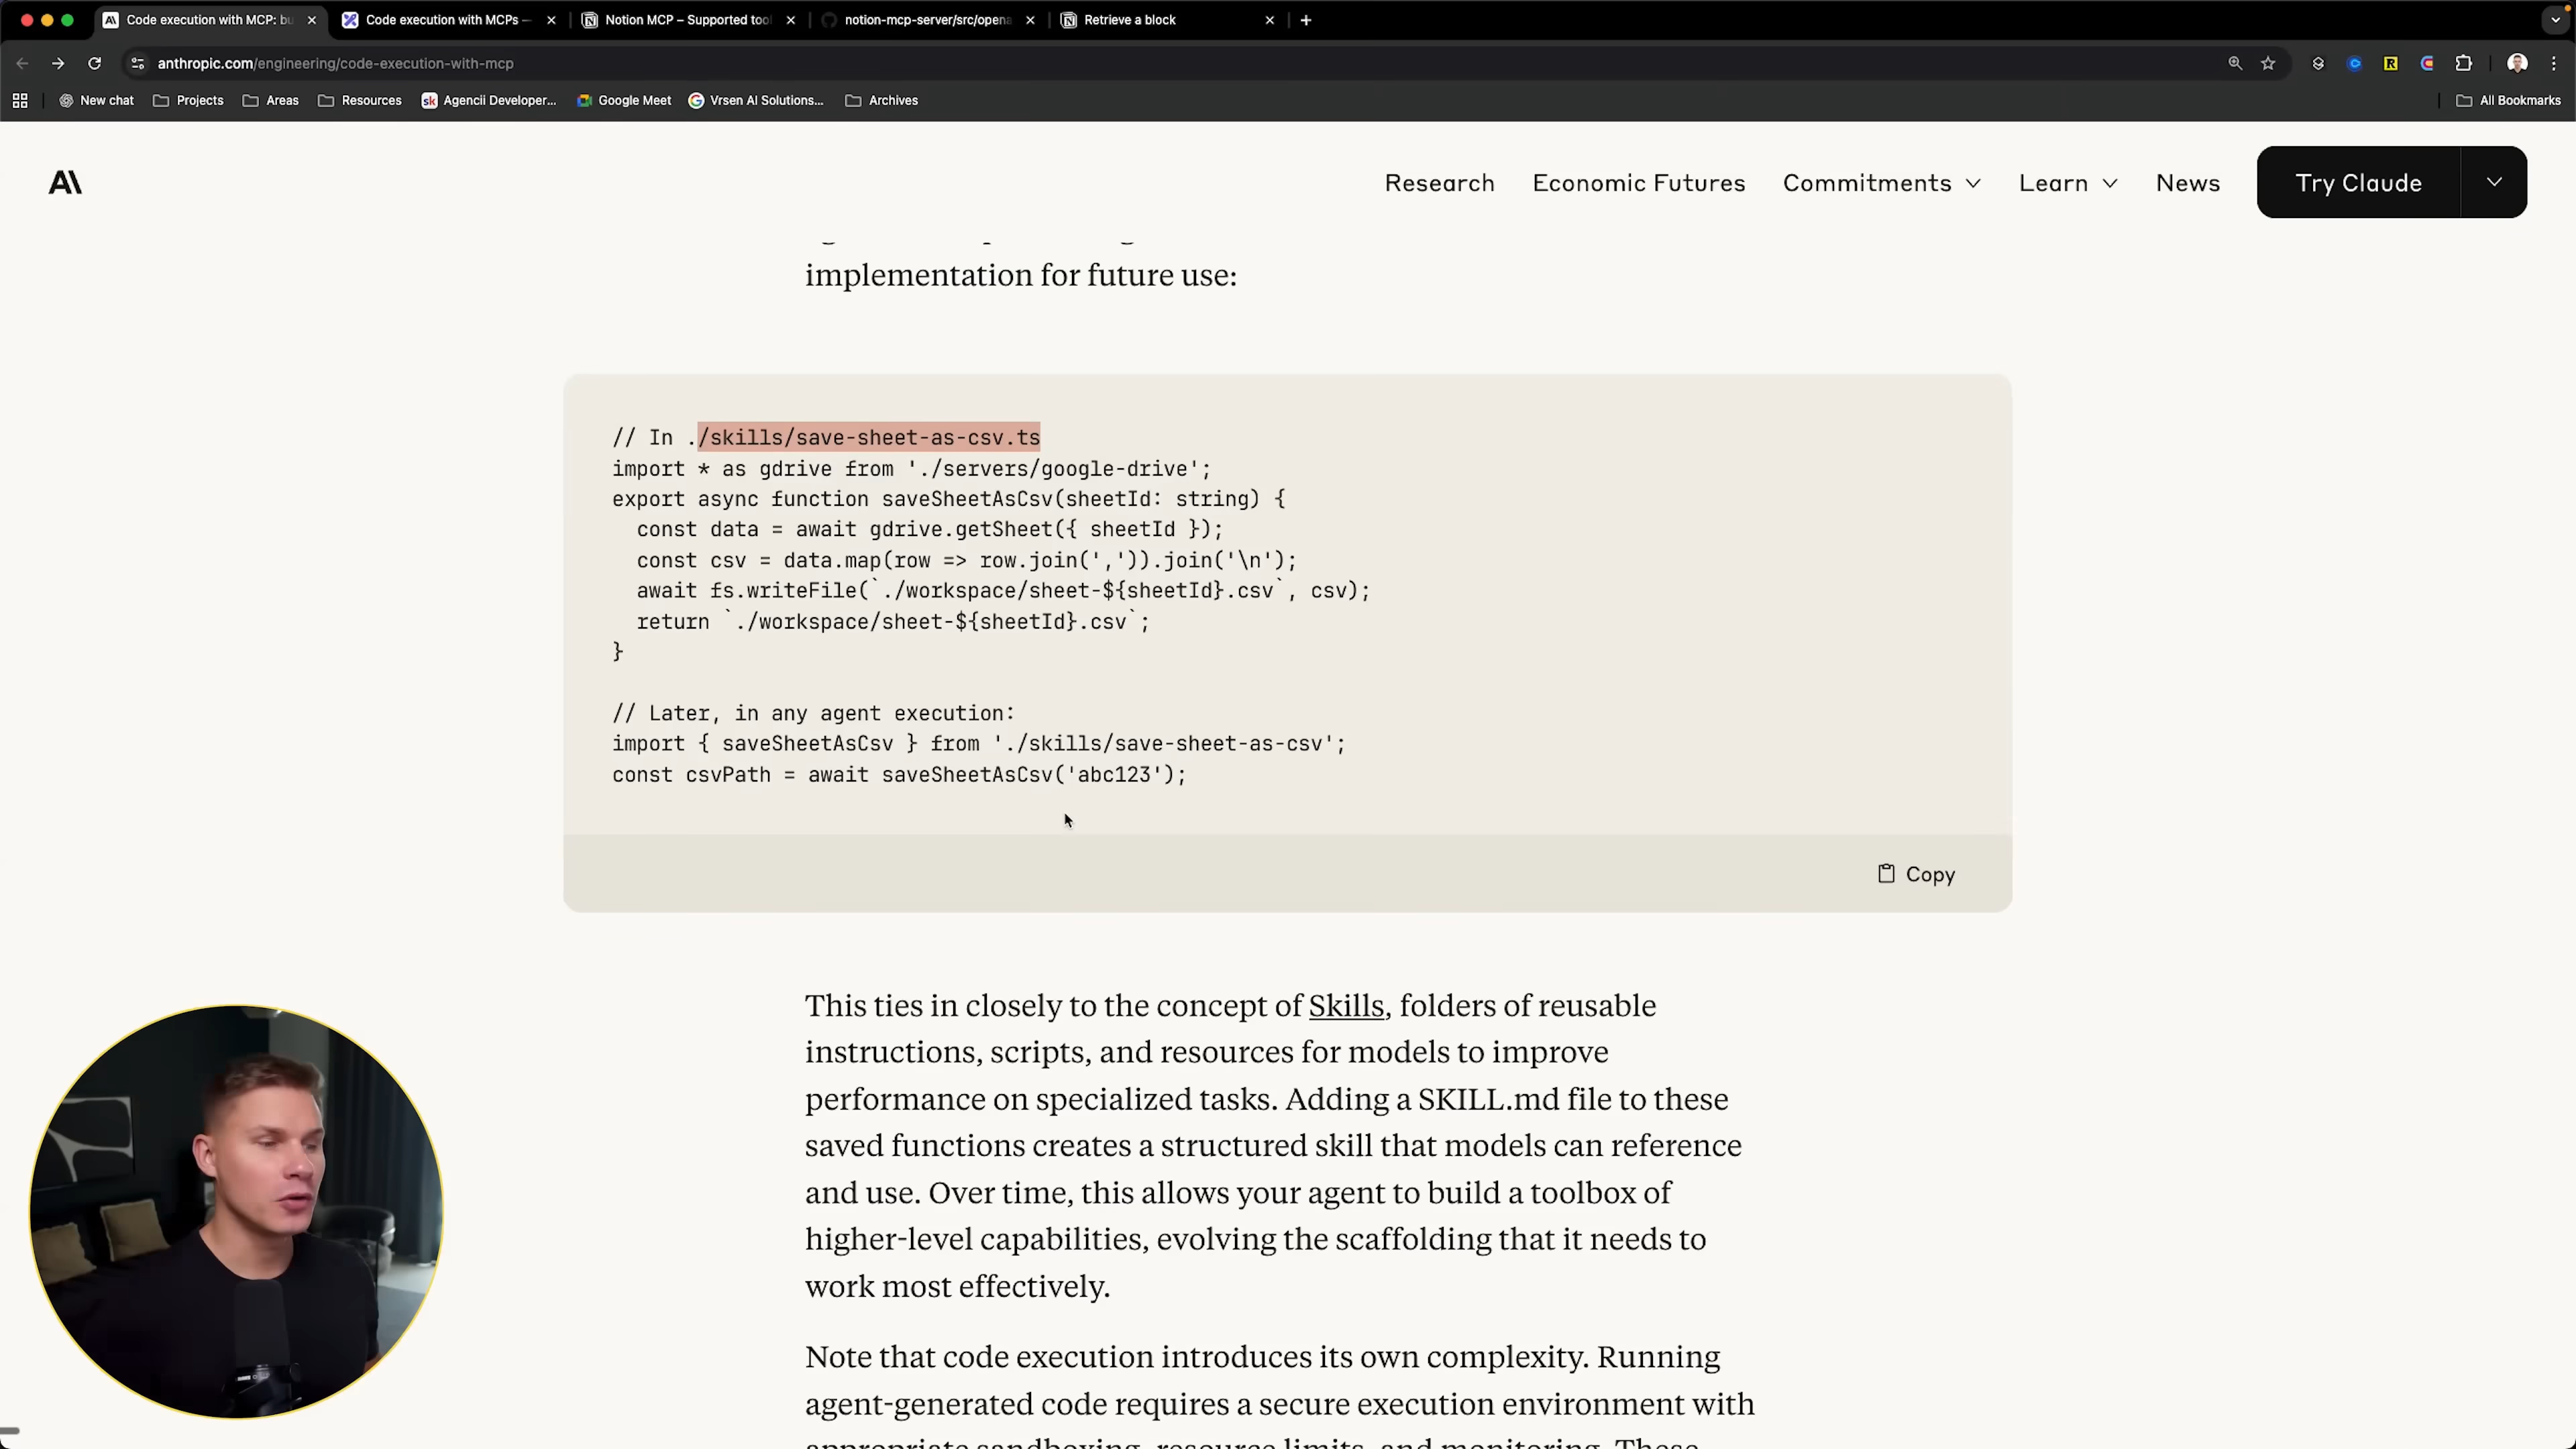 Code execution with MCP: bu
Code execution with MCPs –
Notion MCP – Supported tool
notion-mcp-server/src/opena
Retrieve a block
anthropic.com/engineering/code-execution-with-mcp
New chat
Projects
Areas
Resources
sk
Agencii Developer...
Google Meet
Vrsen AI Solutions...
Archives
All Bookmarks
Research
Economic Futures
Commitments
Learn
News
Try Claude
implementation for future use:
// In ./skills/save-sheet-as-csv.ts
import * as gdrive from './servers/google-drive';
export async function saveSheetAsCsv(sheetId: string) {
  const data = await gdrive.getSheet({ sheetId });
  const csv = data.map(row => row.join(',')).join('\n');
  await fs.writeFile(`./workspace/sheet-${sheetId}.csv`, csv);
  return `./workspace/sheet-${sheetId}.csv`;
}
// Later, in any agent execution:
import { saveSheetAsCsv } from './skills/save-sheet-as-csv';
const csvPath = await saveSheetAsCsv('abc123');
Copy
This ties in closely to the concept of Skills, folders of reusable
instructions, scripts, and resources for models to improve
performance on specialized tasks. Adding a SKILL.md file to these
saved functions creates a structured skill that models can reference
and use. Over time, this allows your agent to build a toolbox of
higher-level capabilities, evolving the scaffolding that it needs to
work most effectively.
Note that code execution introduces its own complexity. Running
agent-generated code requires a secure execution environment with
appropriate sandboxing, resource limits, and monitoring. These